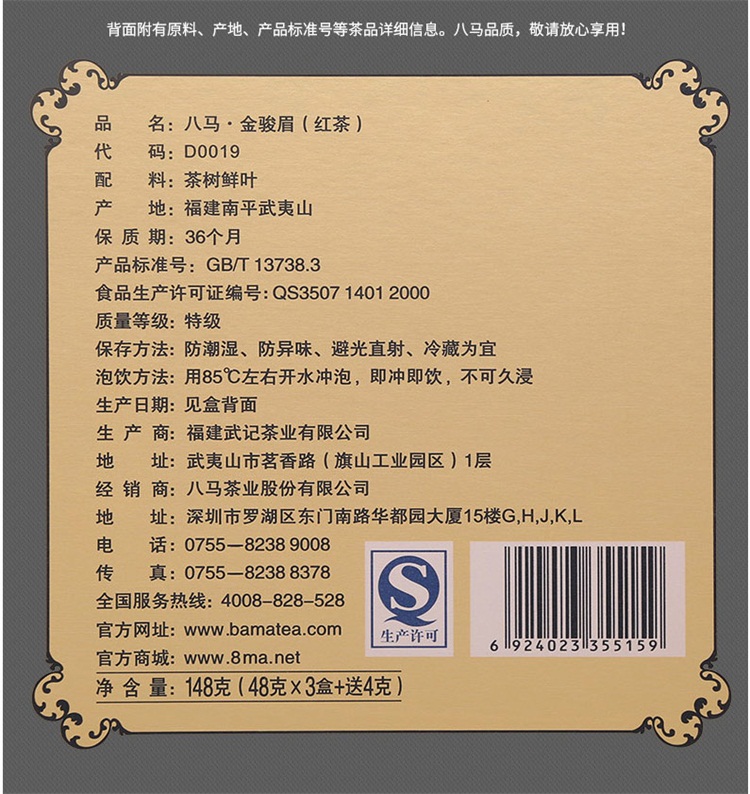 背面附有原料、产地、产品标准号等茶品详细信息。八马品质，敬请放心享用！
品 名：八马·金骏眉（红茶）
代 码：D0019
配 料：茶树鲜叶
产 地：福建南平武夷山
保 质 期：36个月
产品标准号：GB/T 13738.3
食品生产许可证编号：QS3507 1401 2000
质量等级：特级
保存方法：防潮湿、防异味、避光直射、冷藏为宜
泡饮方法：用85℃左右开水冲泡，即冲即饮，不可久浸
生产日期：见盒背面
生 产 商：福建武记茶业有限公司
地 址：武夷山市茗香路（旗山工业园区）1层
经 销 商：八马茶业股份有限公司
地 址：深圳市罗湖区东门南路华都园大厦15楼G,H,J,K,L
电 话：0755—8238 9008
传 真：0755—8238 8378
全国服务热线：4008-828-528
官方网址：www.bamatea.com
官方商城：www.8ma.net
净 含 量：148克（48克×3盒+送4克）
QS
生产许可
6 924023 355159